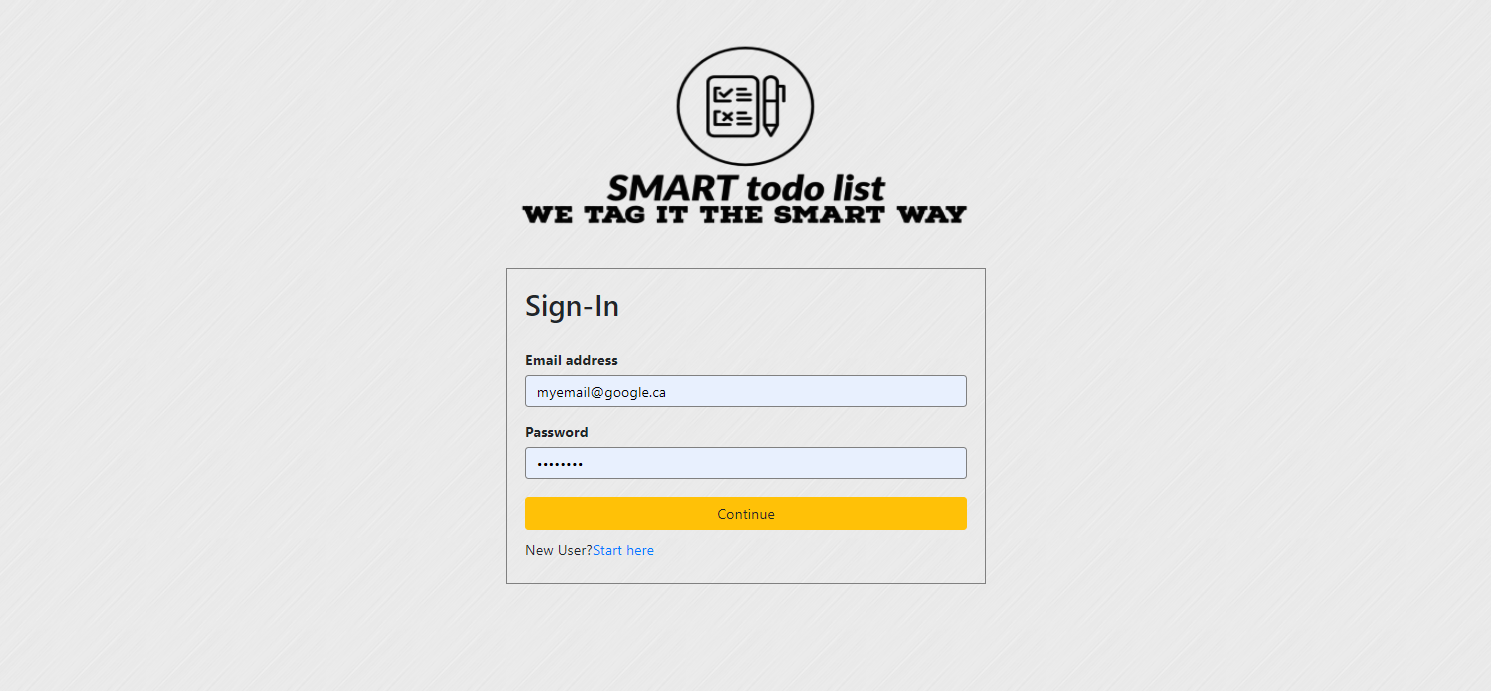 SMART todo list
WE TAG IT THE SMART WAY
Sign-In
Email address
myemail@google.ca
Password
••••••••
Continue
New User?Start here